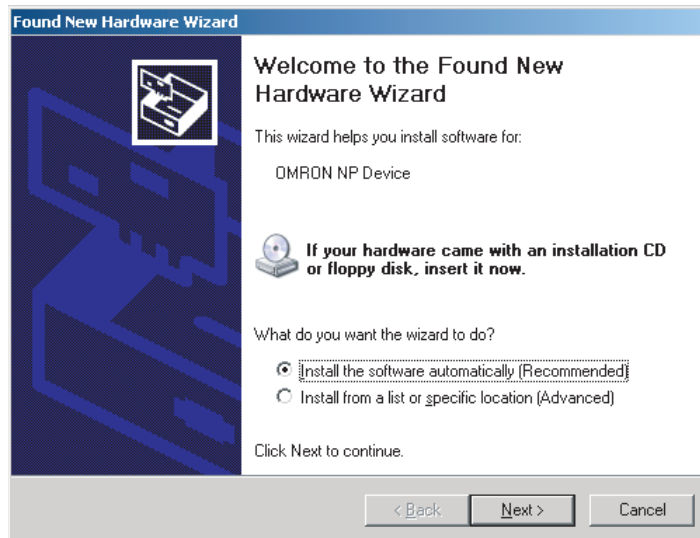 Found New Hardware Wizard
Welcome to the Found New
Hardware Wizard
This wizard helps you install software for:
OMRON NP Device
If your hardware came with an installation CD
or floppy disk, insert it now.
What do you want the wizard to do?
Install the software automatically (Recommended)
Install from a list or specific location (Advanced)
Click Next to continue.
< Back
Next >
Cancel